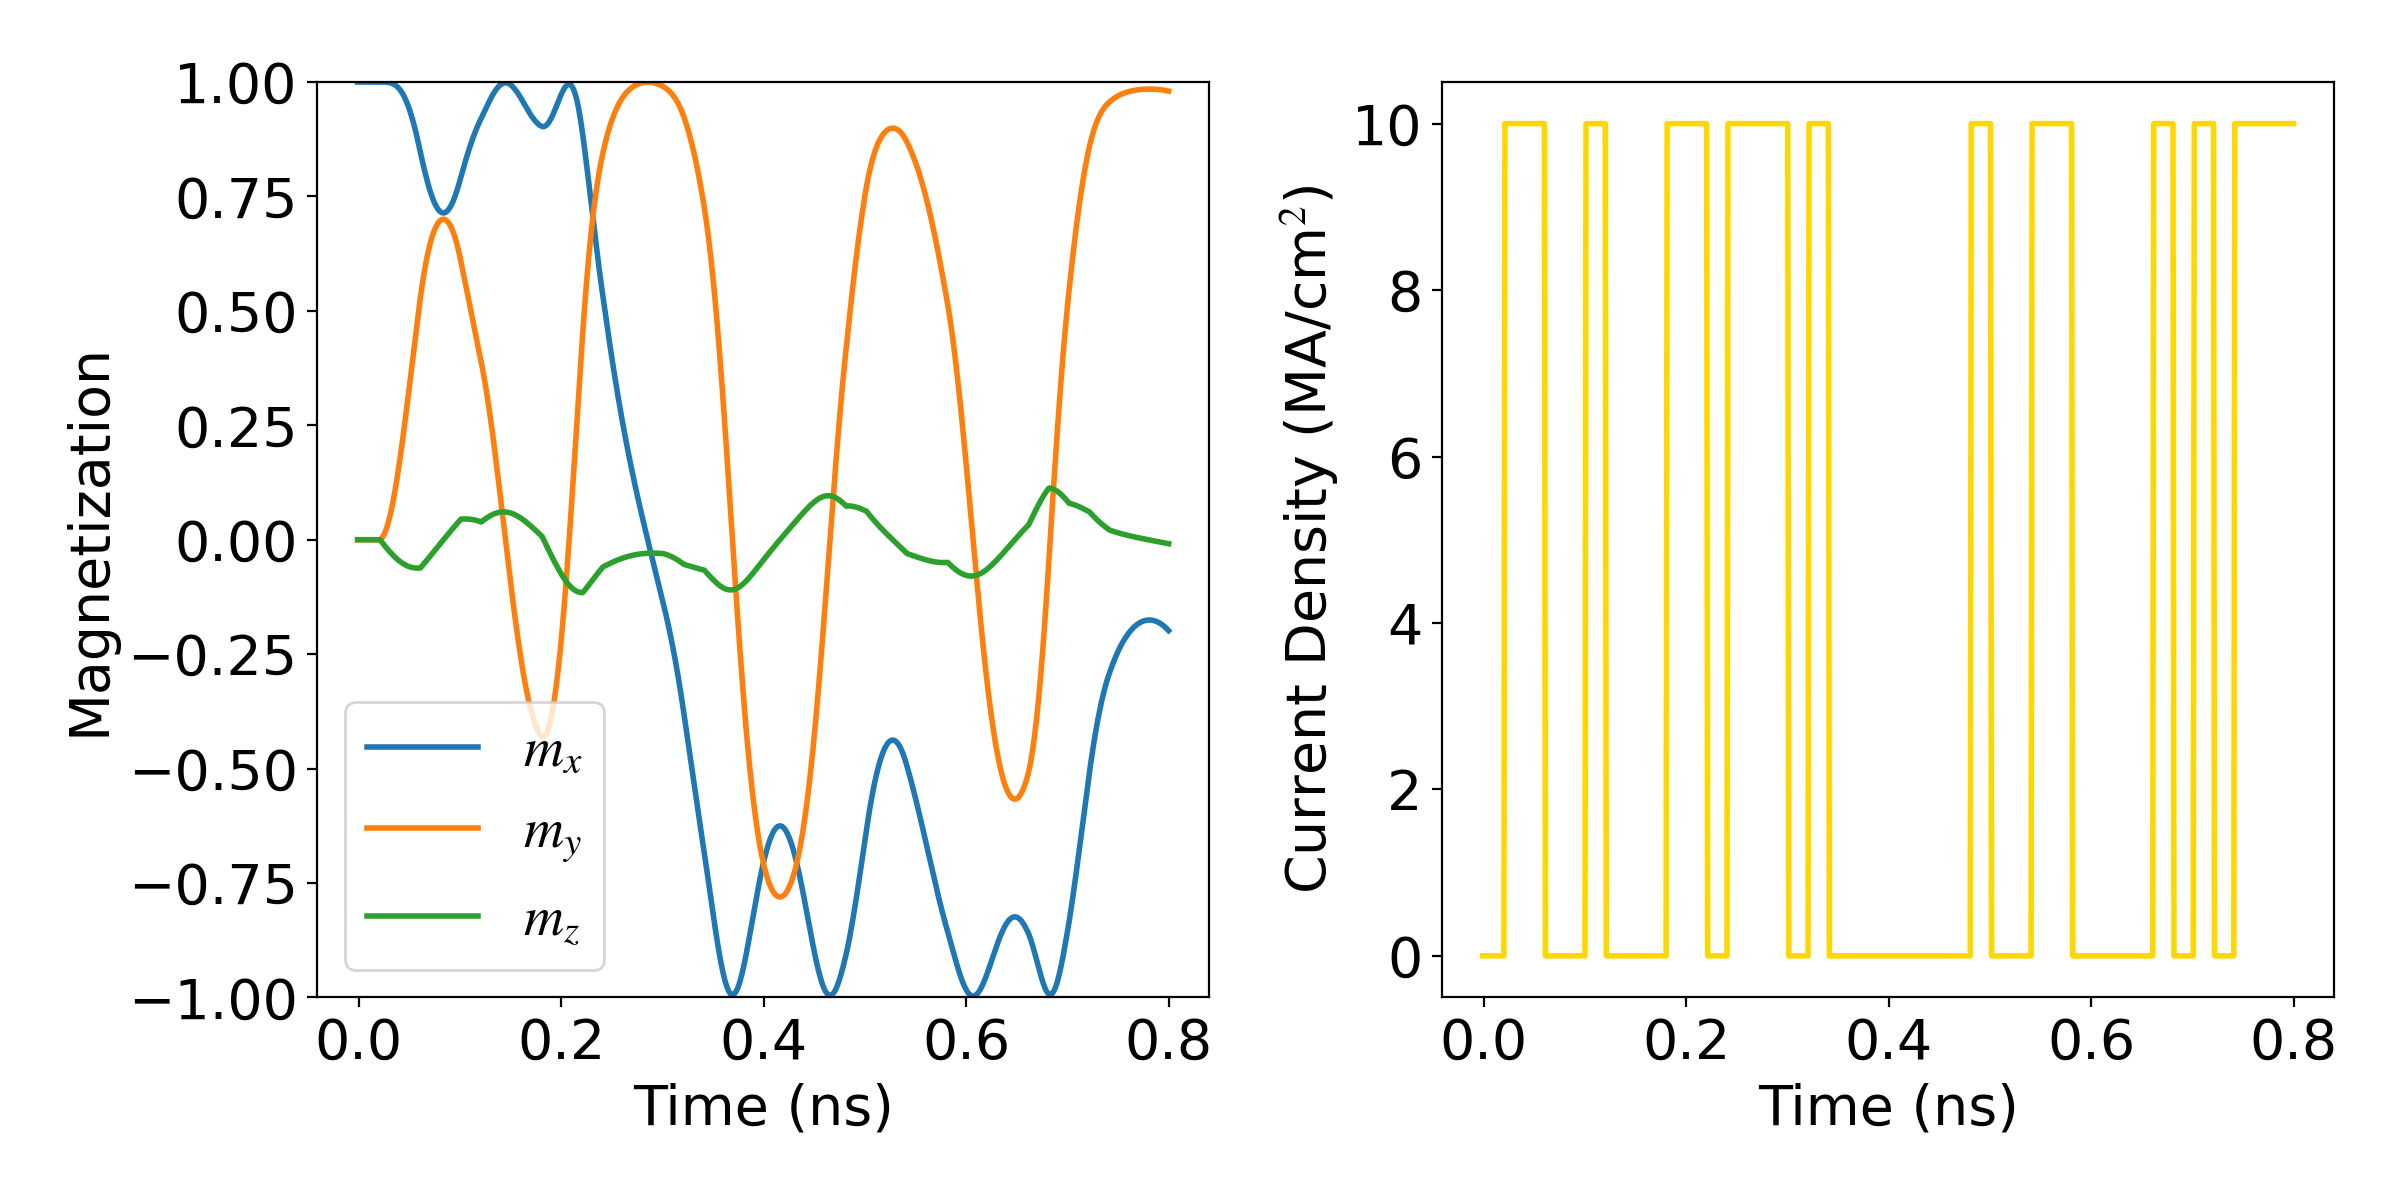 Magnetization
1.00
0.75
0.50
0.25
0.00
−0.25
−0.50
−0.75
−1.00
0.0 0.2 0.4 0.6 0.8
Time (ns)
m_x
m_y
m_z
Current Density (MA/cm²)
10
8
6
4
2
0
0.0 0.2 0.4 0.6 0.8
Time (ns)